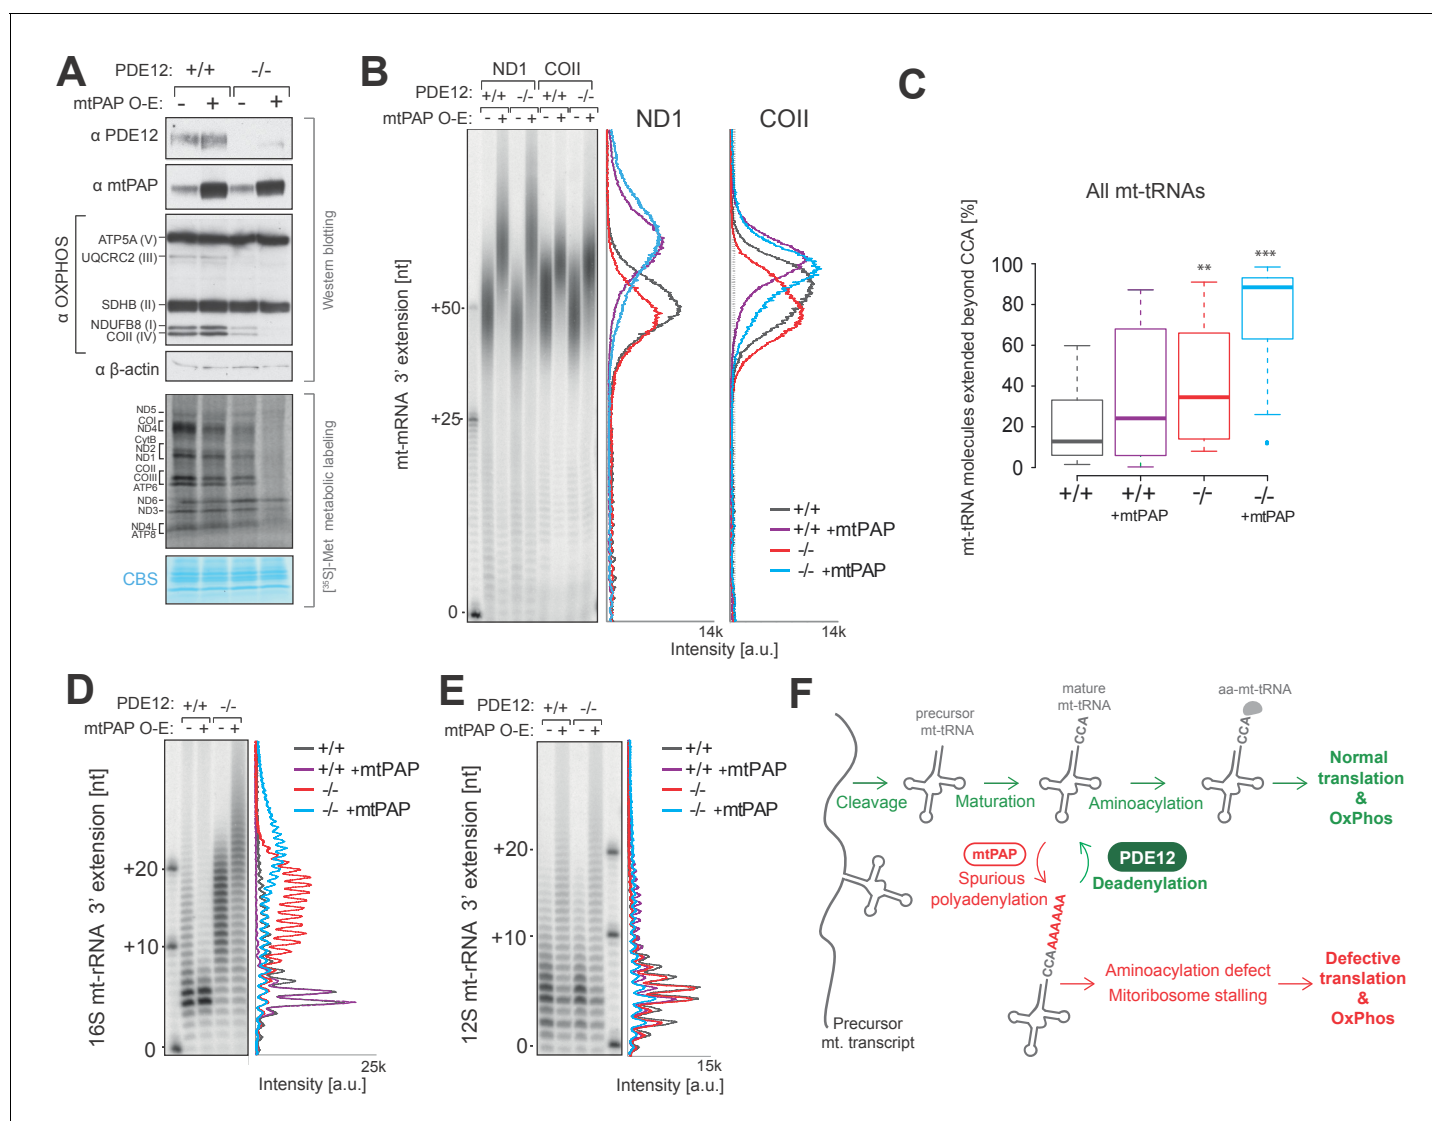 A
PDE12: +/+ -/-
mtPAP O-E: - + - +
α PDE12
α mtPAP
α OXPHOS
ATP5A (V)
UQCRC2 (III)
SDHB (II)
NDUFB8 (I)
COII (IV)
α β-actin
Western blotting
ND5
COI
ND4
CytB
ND2
ND1
COII
COIII
ATP6
ND6
ND3
ND4L
ATP8
CBS
[³⁵S]-Met metabolic labeling
B
ND1 COII
PDE12: +/+ -/- +/+ -/-
mtPAP O-E: - + - + - + - +
ND1 COII
mt-mRNA 3' extension [nt]
+50
+25
0
+/+
+/+ +mtPAP
-/-
-/- +mtPAP
14k 14k
Intensity [a.u.]
C
All mt-tRNAs
mt-tRNA molecules extended beyond CCA [%]
100
80
60
40
20
0
** ***
+/+ +/+ -/- -/-
+mtPAP +mtPAP
D
PDE12: +/+ -/-
mtPAP O-E: - + - +
16S mt-rRNA 3' extension [nt]
+20
+10
0
+/+
+/+ +mtPAP
-/-
-/- +mtPAP
25k
Intensity [a.u.]
E
PDE12: +/+ -/-
mtPAP O-E: - + - +
12S mt-rRNA 3' extension [nt]
+20
+10
0
+/+
+/+ +mtPAP
-/-
-/- +mtPAP
15k
Intensity [a.u.]
F
precursor
mt-tRNA
mature
mt-tRNA
aa-mt-tRNA
CCA
CCA
Cleavage
Maturation
Aminoacylation
Normal
translation
&
OxPhos
mtPAP
Spurious
polyadenylation
PDE12
Deadenylation
CCAAAAAAA
Aminoacylation defect
Mitoribosome stalling
Defective
translation
&
OxPhos
Precursor
mt. transcript